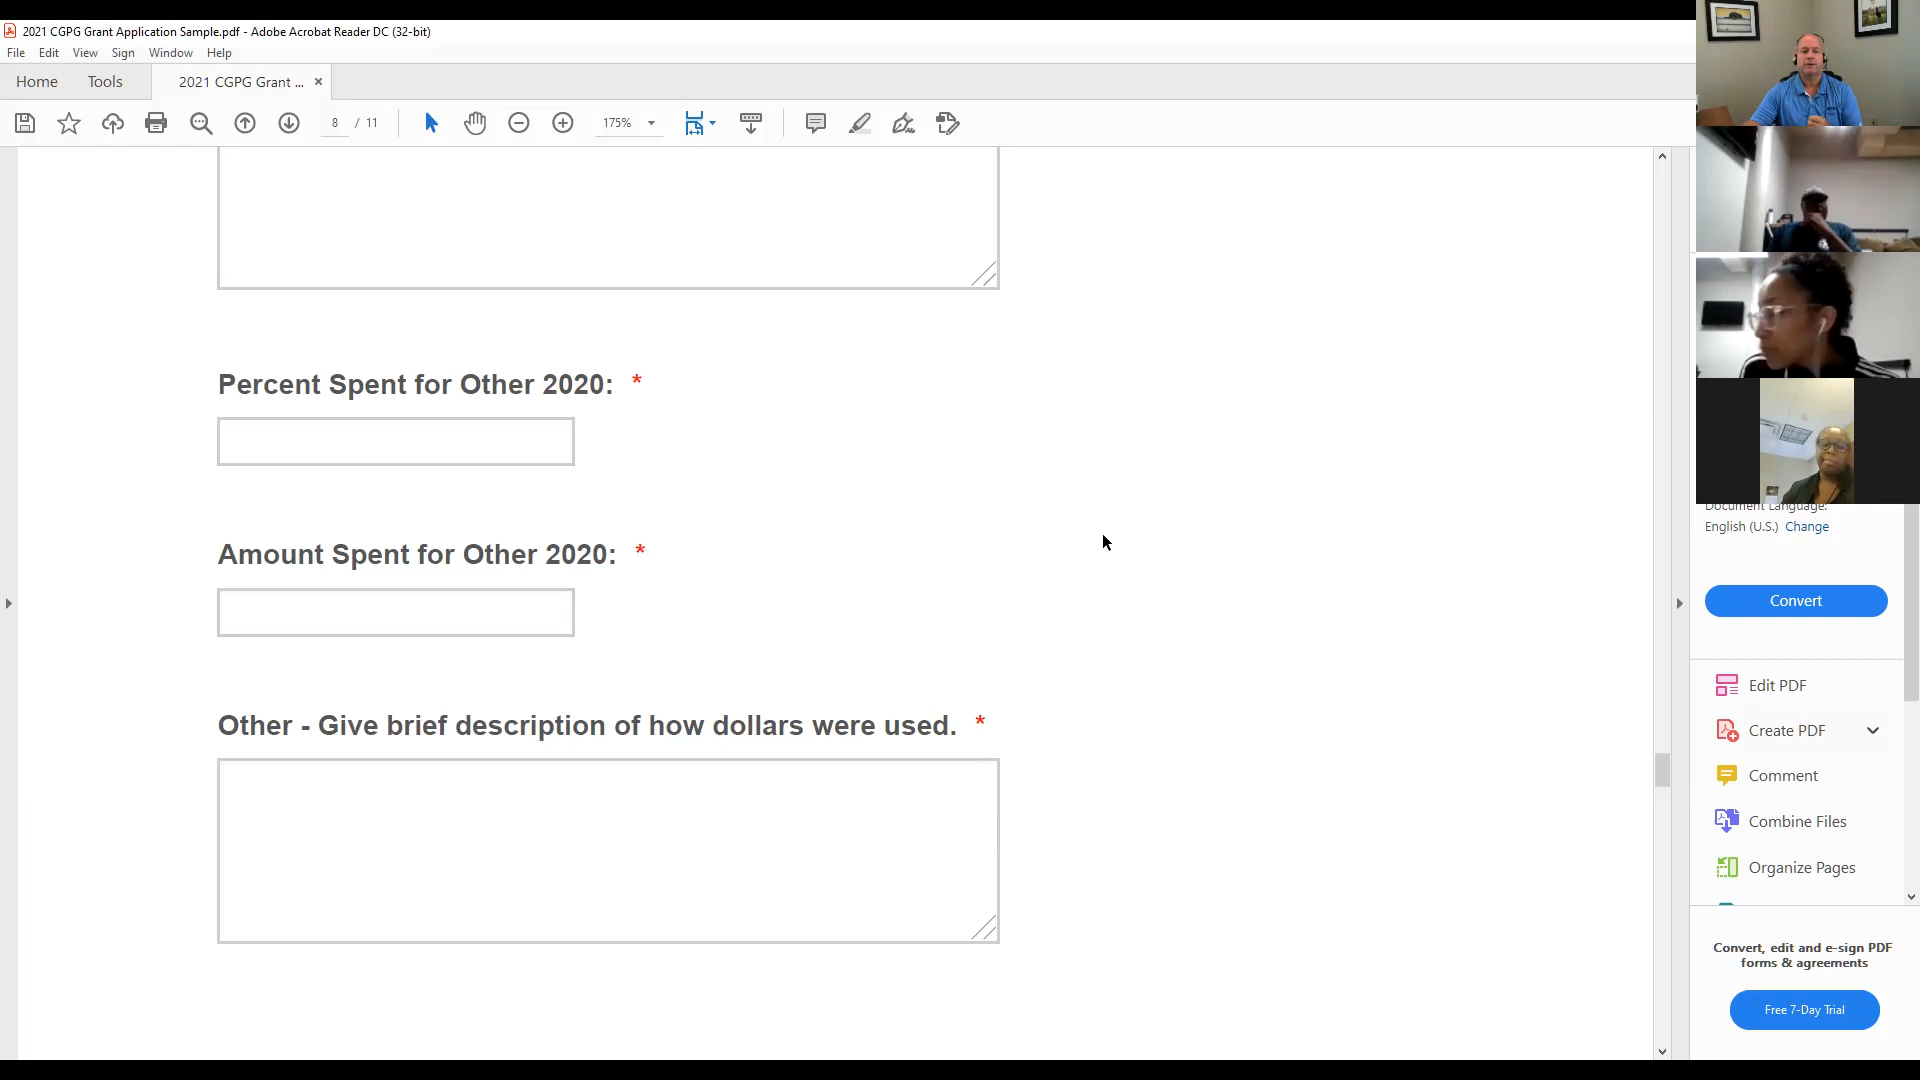 2021 CGPG Grant Application Sample.pdf - Adobe Acrobat Reader DC (32-bit)
File Edit View Sign Window Help
Home Tools 2021 CGPG Grant ... ×
8 / 11 175%
Percent Spent for Other 2020: *
Amount Spent for Other 2020: *
Other - Give brief description of how dollars were used. *
Document Language:
English (U.S.) Change
Convert
Edit PDF
Create PDF
Comment
Combine Files
Organize Pages
Convert, edit and e-sign PDF
forms & agreements
Free 7-Day Trial